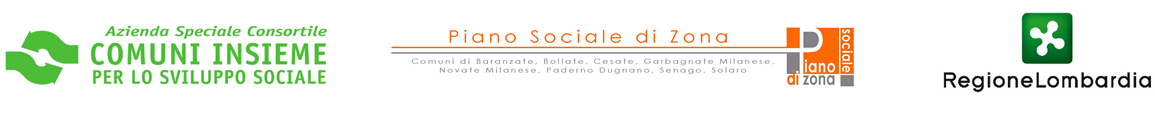 Azienda Speciale Consortile
COMUNI INSIEME
PER LO SVILUPPO SOCIALE
Piano Sociale di Zona
Comuni di Baranzate, Bollate, Cesate, Garbagnate Milanese,
Novate Milanese, Paderno Dugnano, Senago, Solaro
Piano
sociale
di zona
RegioneLombardia